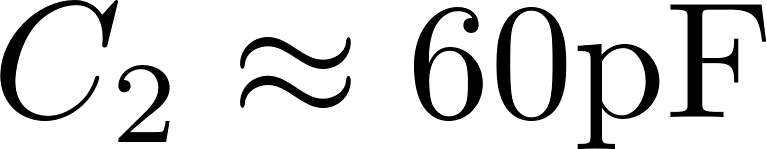 C₂ ≈ 60pF